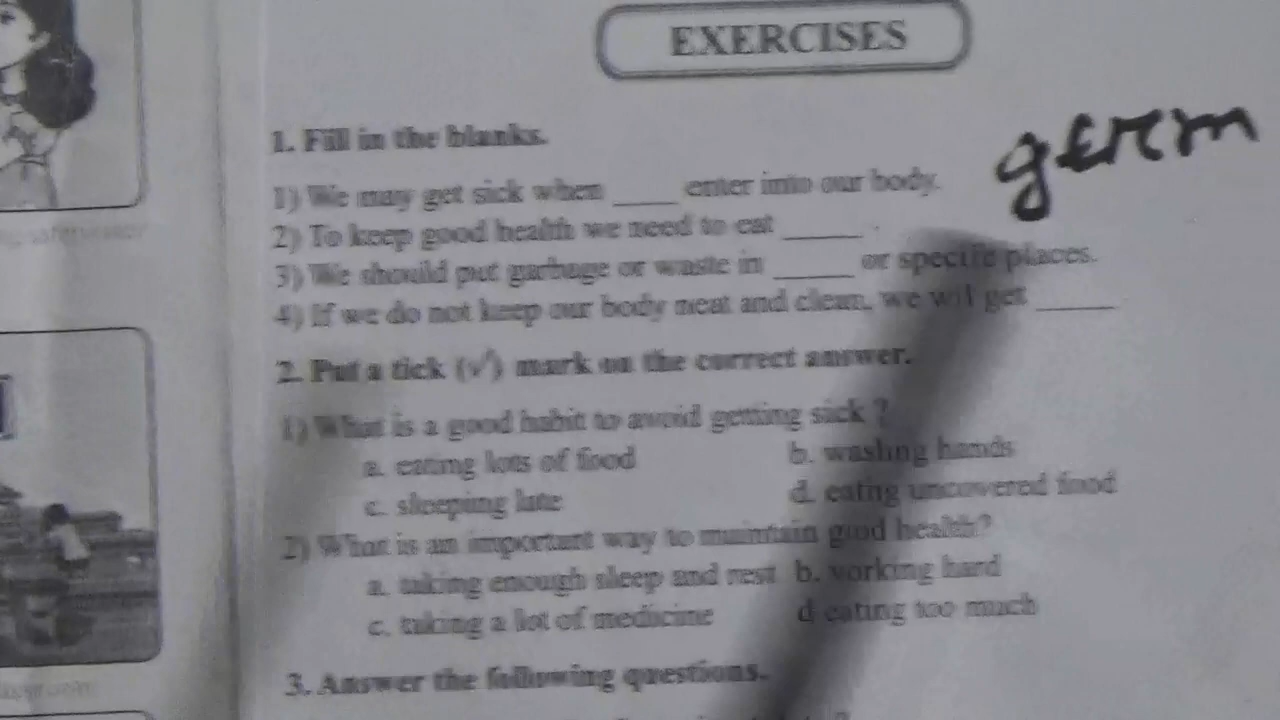 EXERCISES
germ
1. Fill in the blanks.
1) We may get sick when ____ enter into our body.
2) To keep good health we need to eat _____ .
3) We should put garbage or waste in _____ or specific places.
4) If we do not keep our body neat and clean, we will get _____
2. Put a tick (✓) mark on the correct answer.
1) What is a good habit to avoid getting sick ?
a. eating lots of food b. washing hands
c. sleeping late d. eating uncovered food
2) What is an important way to maintain good health?
a. taking enough sleep and rest b. working hard
c. taking a lot of medicine d eating too much
3. Answer the following questions.